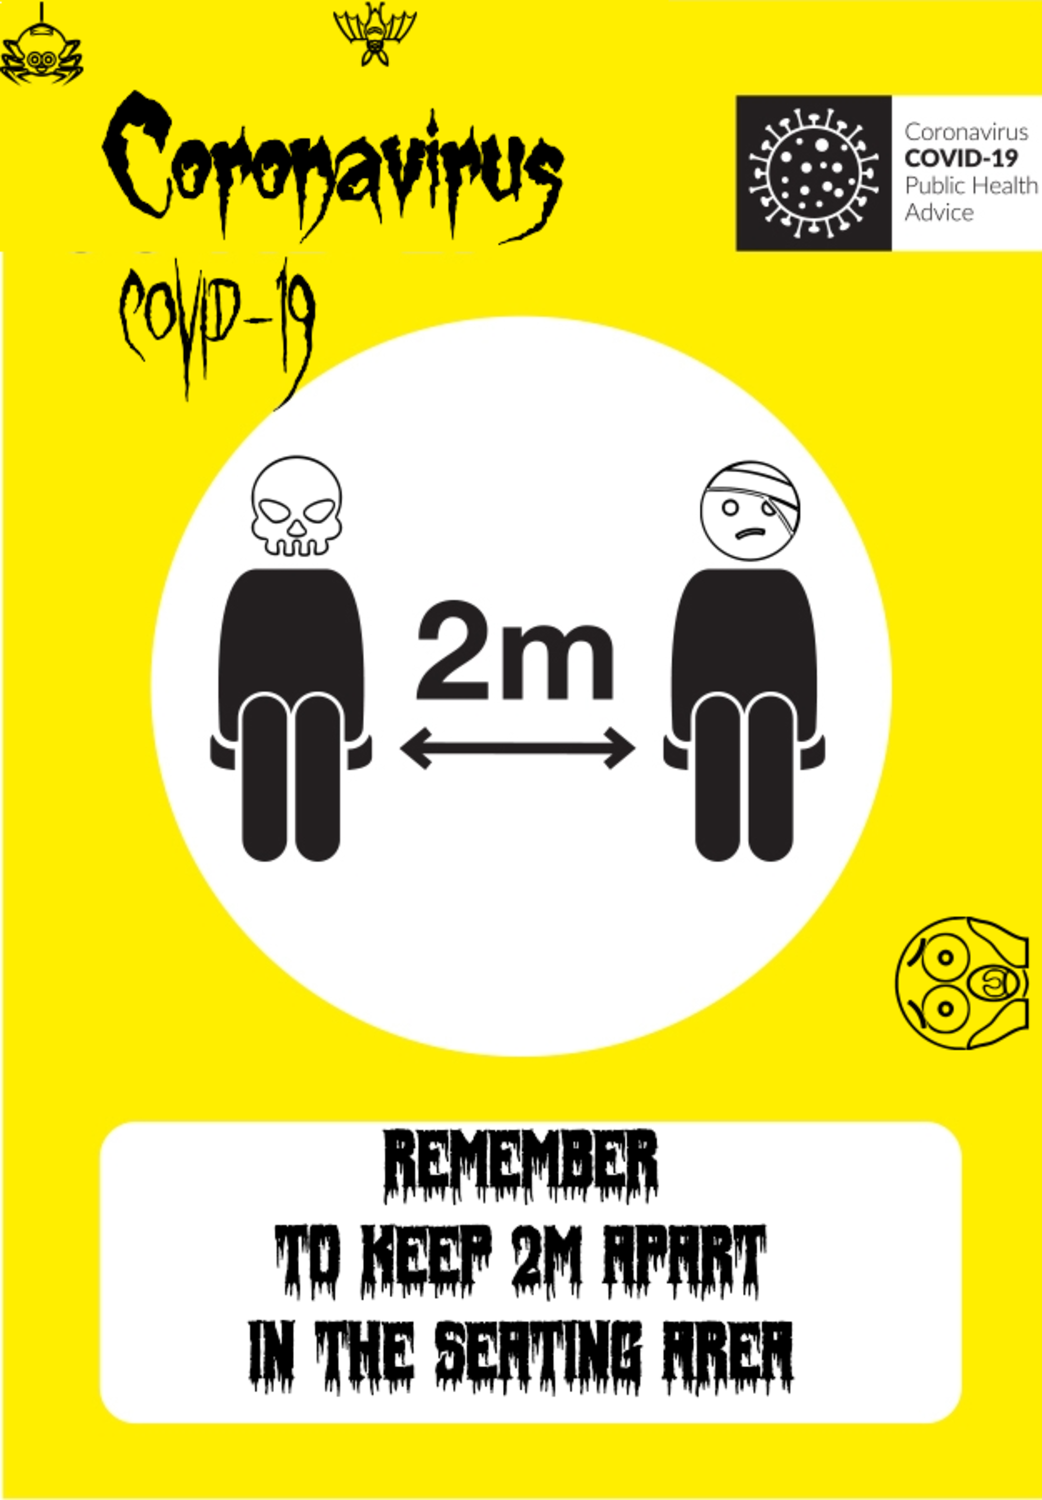 Coronavirus
COVID-19
Coronavirus
COVID-19
Public Health
Advice
2m
REMEMBER
TO KEEP 2M APART
IN THE SEATING AREA